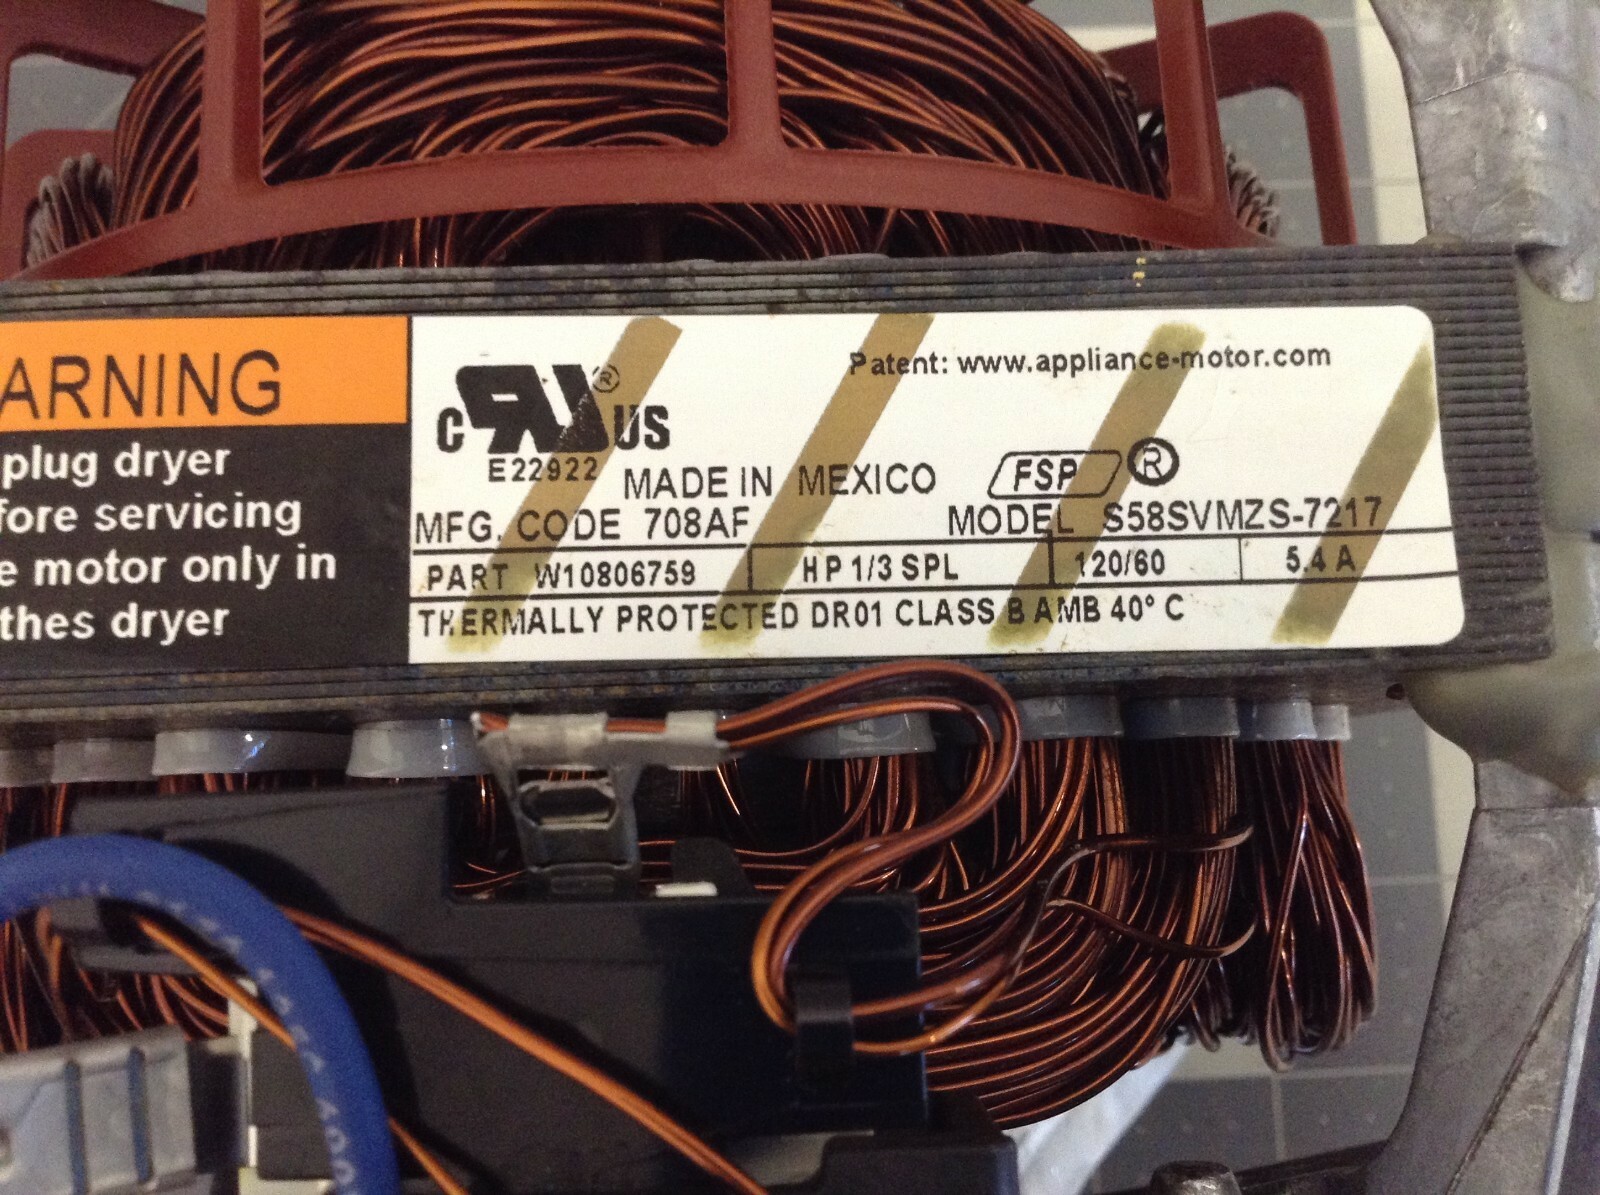 ARNING
plug dryer
fore servicing
e motor only in
thes dryer
Patent: www.appliance-motor.com
C RU ® US
E22922
MADE IN MEXICO FSP ®
MFG. CODE 708AF MODEL S58SVMZS-7217
PART W10806759 HP 1/3 SPL 120/60 5.4 A
THERMALLY PROTECTED DR01 CLASS B AMB 40° C